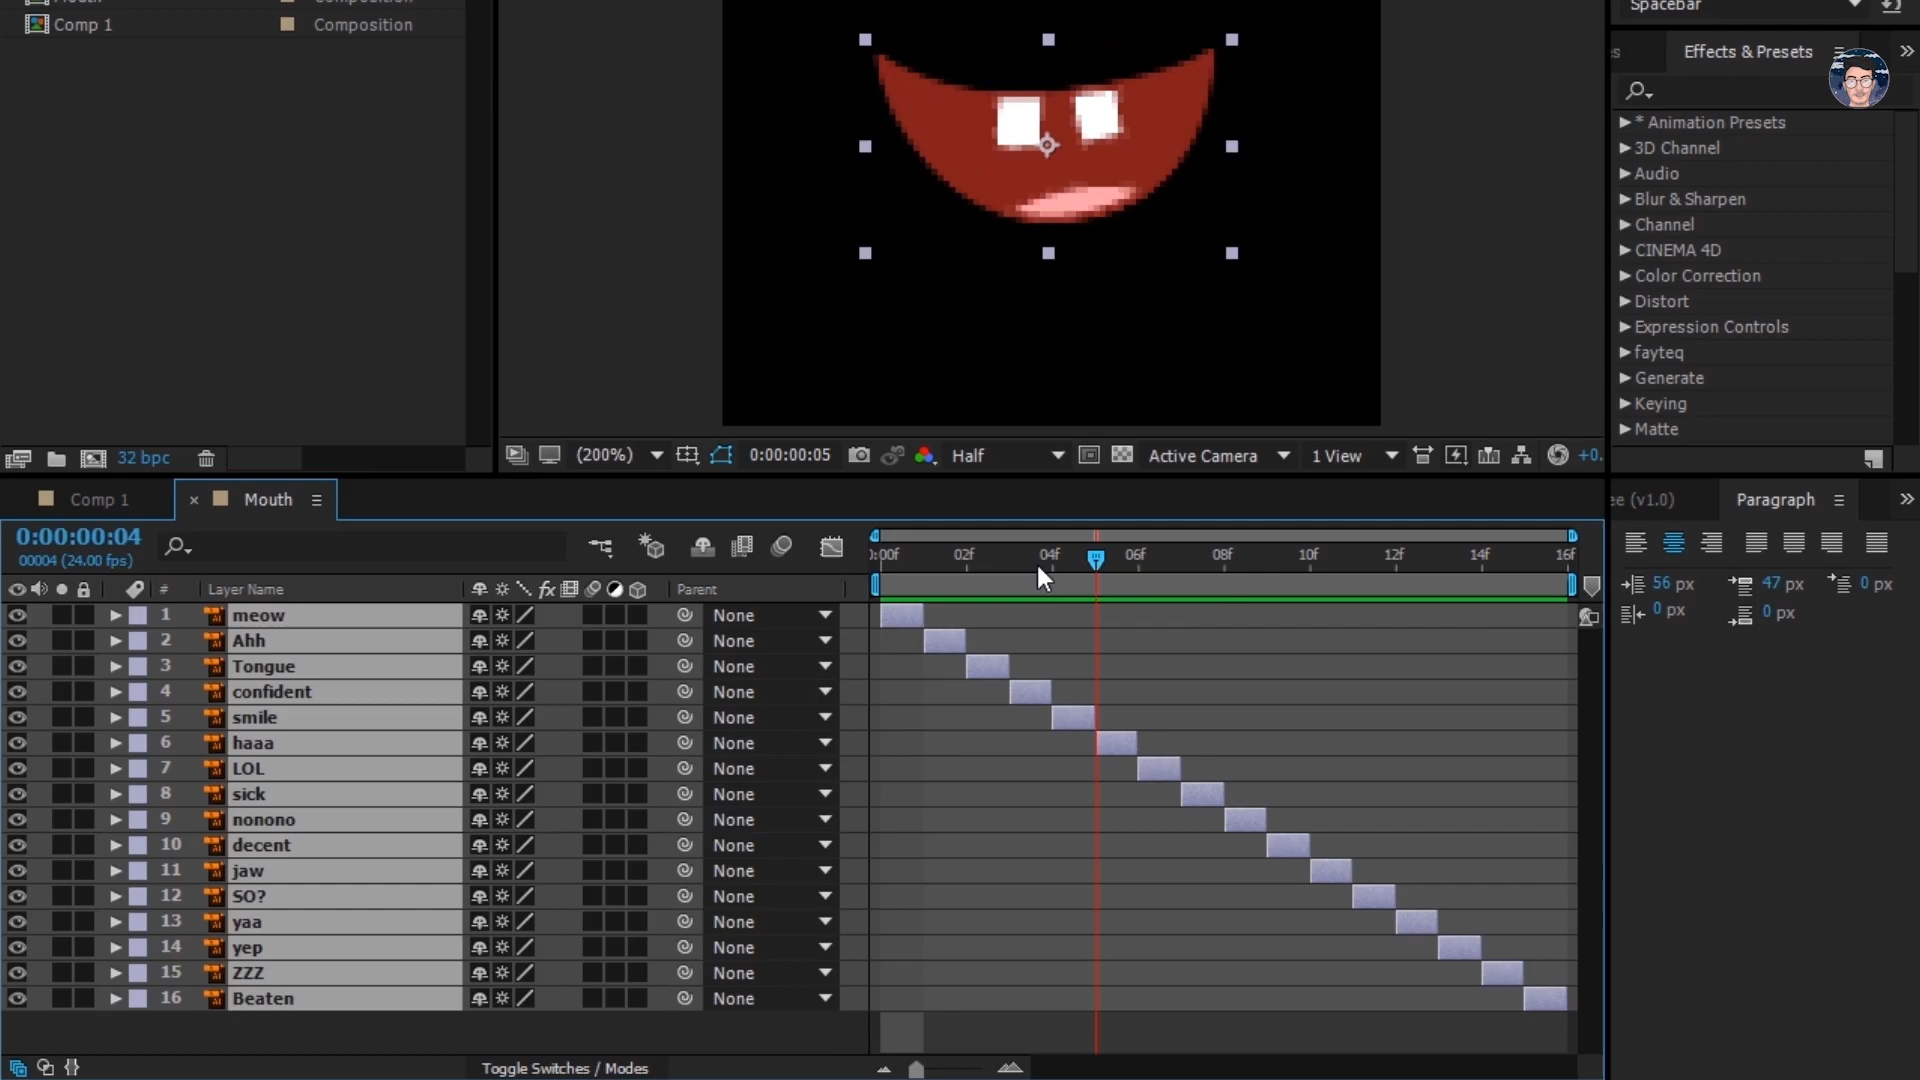 Composition
Comp 1 Composition
32 bpc
(200%) 0:00:00:05 Half Active Camera 1 View +0.
Spacebar
Effects & Presets
* Animation Presets
3D Channel
Audio
Blur & Sharpen
Channel
CINEMA 4D
Color Correction
Distort
Expression Controls
fayteq
Generate
Keying
Matte
Comp 1 × Mouth
0:00:00:04
00004 (24.00 fps)
# Layer Name fx Parent
0:00f 02f 04f 06f 08f 10f 12f 14f 16f
1 meow None
2 Ahh None
3 Tongue None
4 confident None
5 smile None
6 haaa None
7 LOL None
8 sick None
9 nonono None
10 decent None
11 jaw None
12 SO? None
13 yaa None
14 yep None
15 ZZZ None
16 Beaten None
Toggle Switches / Modes
ee (v1.0) Paragraph
56 px 47 px 0 px
0 px 0 px